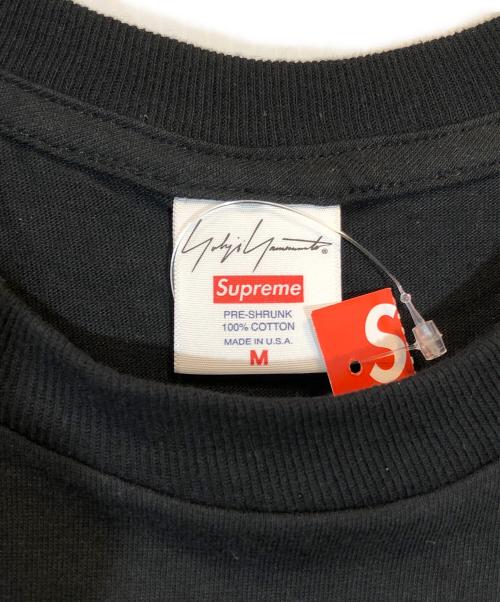 Yohji Yamamoto®
Supreme
PRE-SHRUNK
100% COTTON
MADE IN U.S.A.
M
S